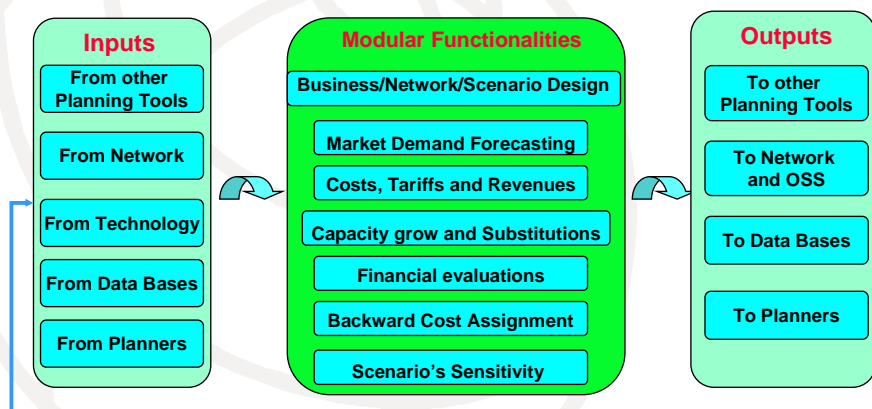 Inputs
From other
Planning Tools
From Network
From Technology
From Data Bases
From Planners
Modular Functionalities
Business/Network/Scenario Design
Market Demand Forecasting
Costs, Tariffs and Revenues
Capacity grow and Substitutions
Financial evaluations
Backward Cost Assignment
Scenario's Sensitivity
Outputs
To other
Planning Tools
To Network
and OSS
To Data Bases
To Planners